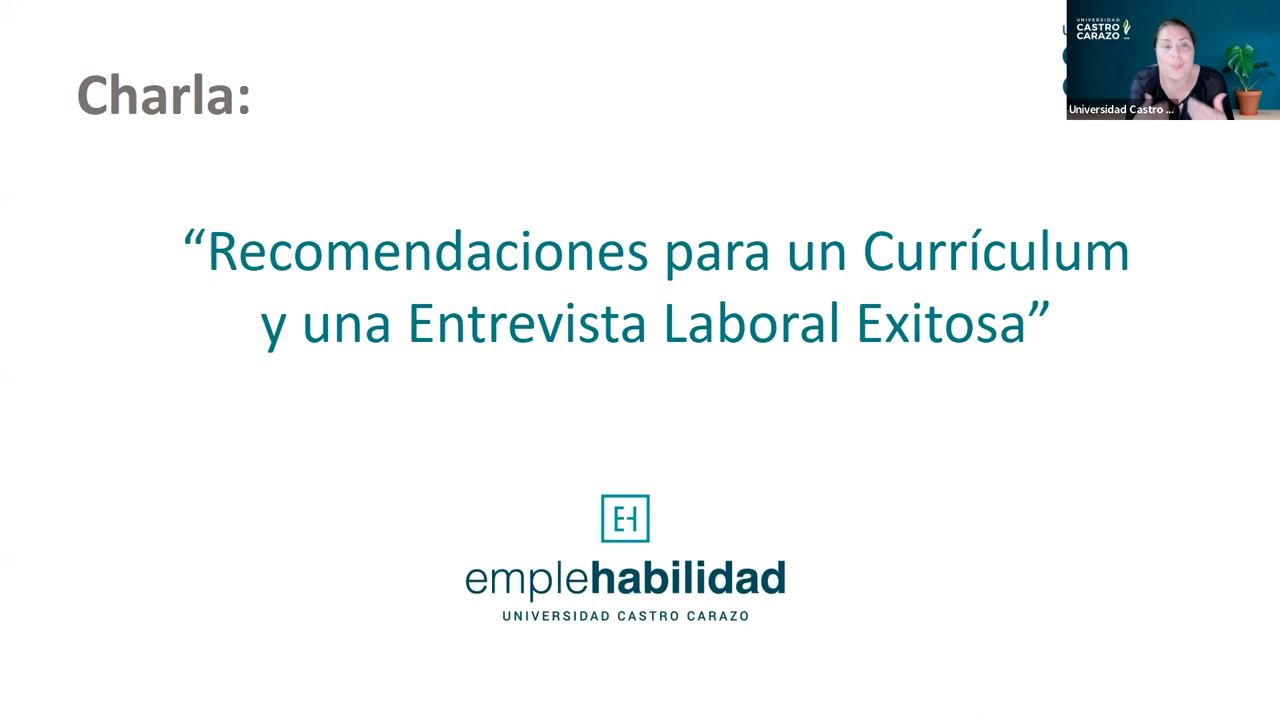 Charla:
UNIVERSIDAD
CASTRO
CARAZO
Universidad Castro ...
“Recomendaciones para un Currículum
y una Entrevista Laboral Exitosa”
EH
emplehabilidad
UNIVERSIDAD CASTRO CARAZO